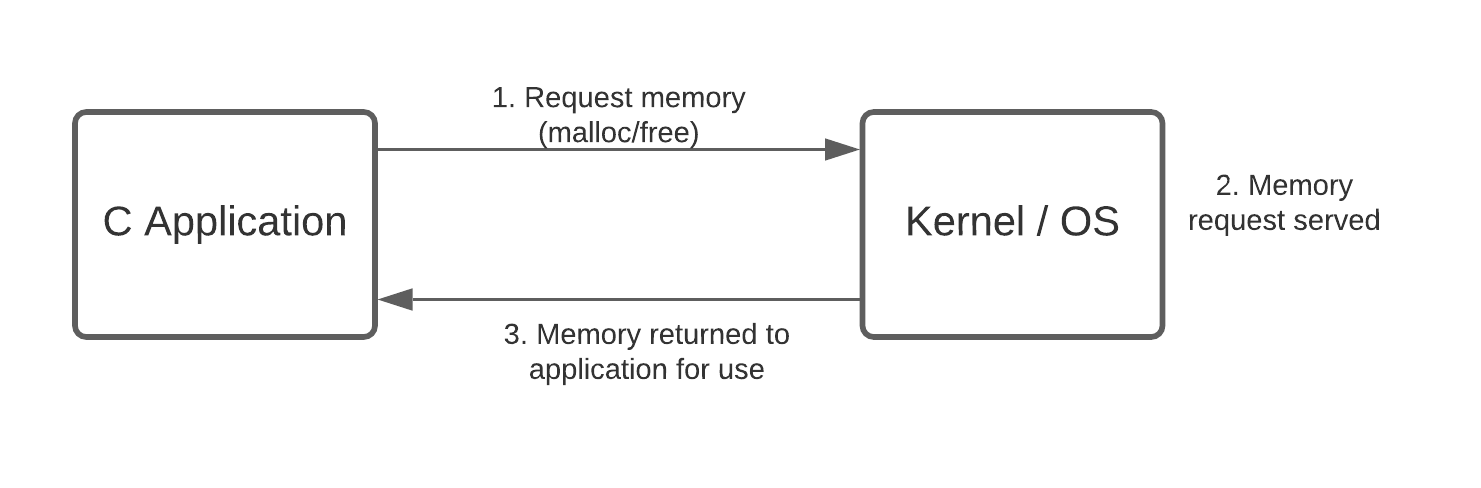 1. Request memory
(malloc/free)
C Application
Kernel / OS
2. Memory
request served
3. Memory returned to
application for use